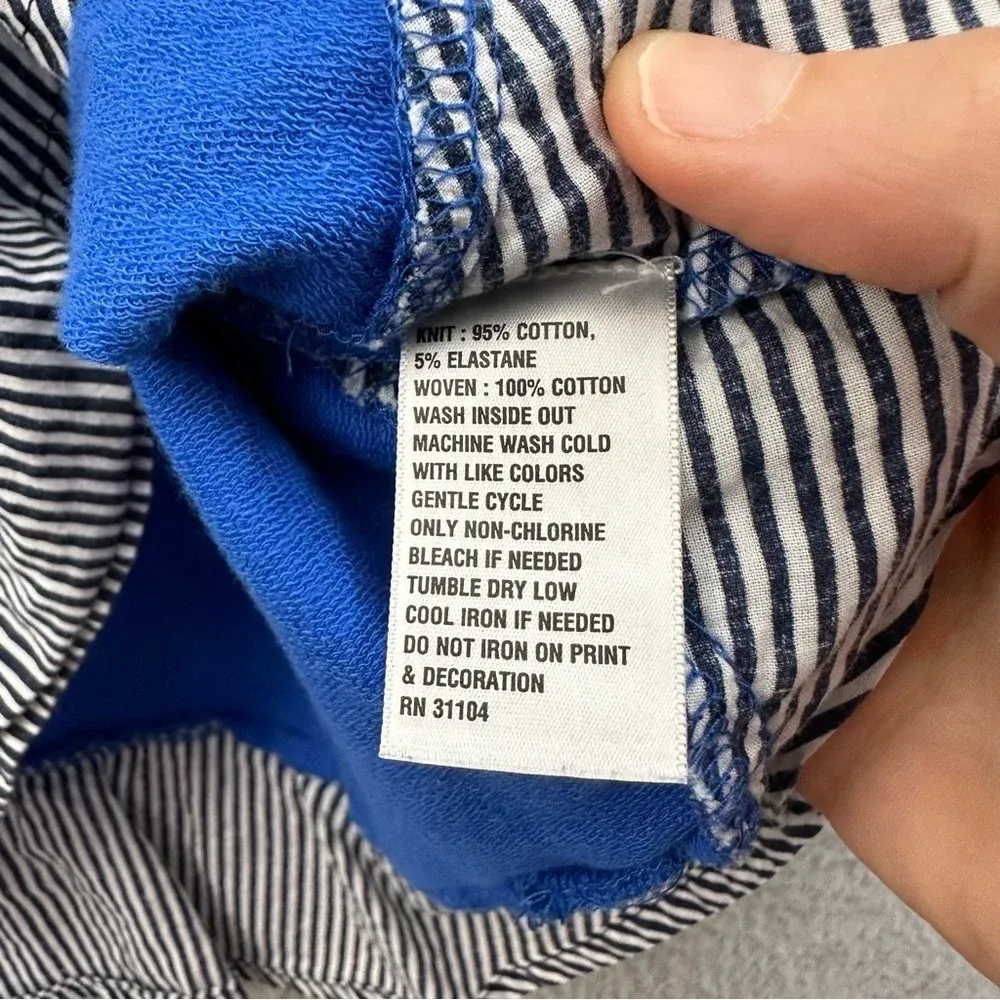 KNIT : 95% COTTON,
5% ELASTANE
WOVEN : 100% COTTON
WASH INSIDE OUT
MACHINE WASH COLD
WITH LIKE COLORS
GENTLE CYCLE
ONLY NON-CHLORINE
BLEACH IF NEEDED
TUMBLE DRY LOW
COOL IRON IF NEEDED
DO NOT IRON ON PRINT
& DECORATION
RN 31104